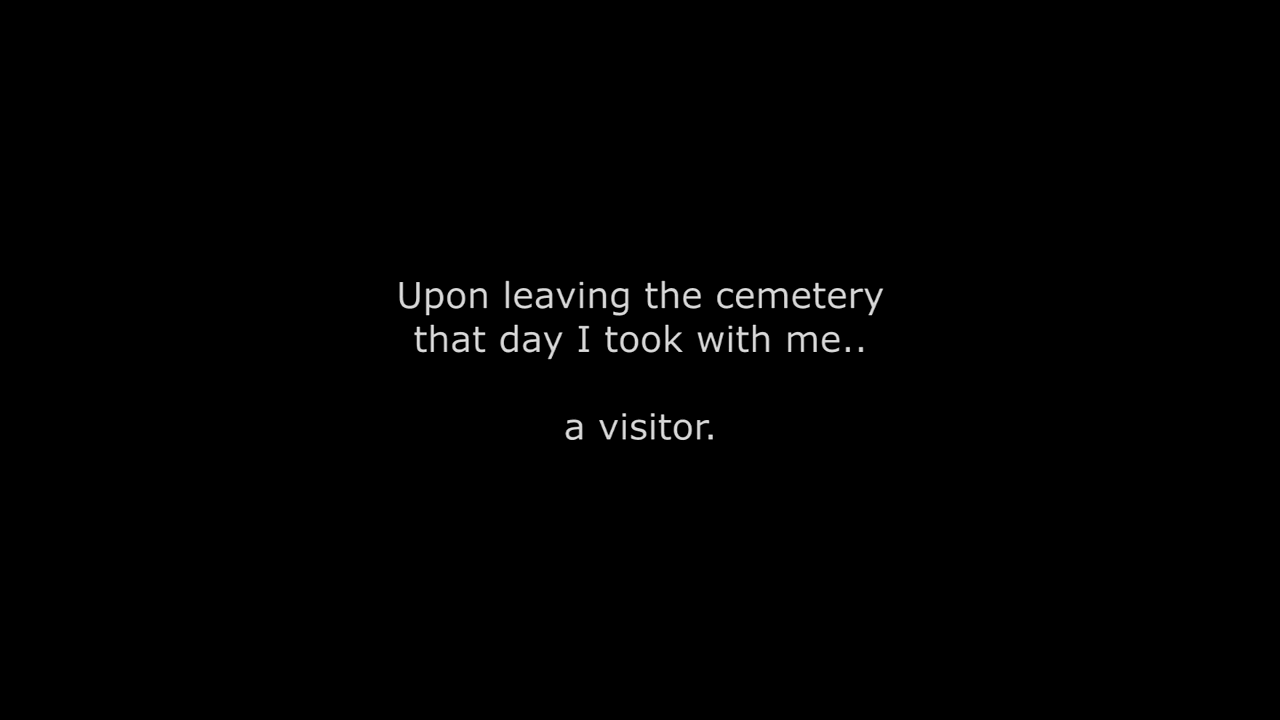 Upon leaving the cemetery
that day I took with me..
a visitor.